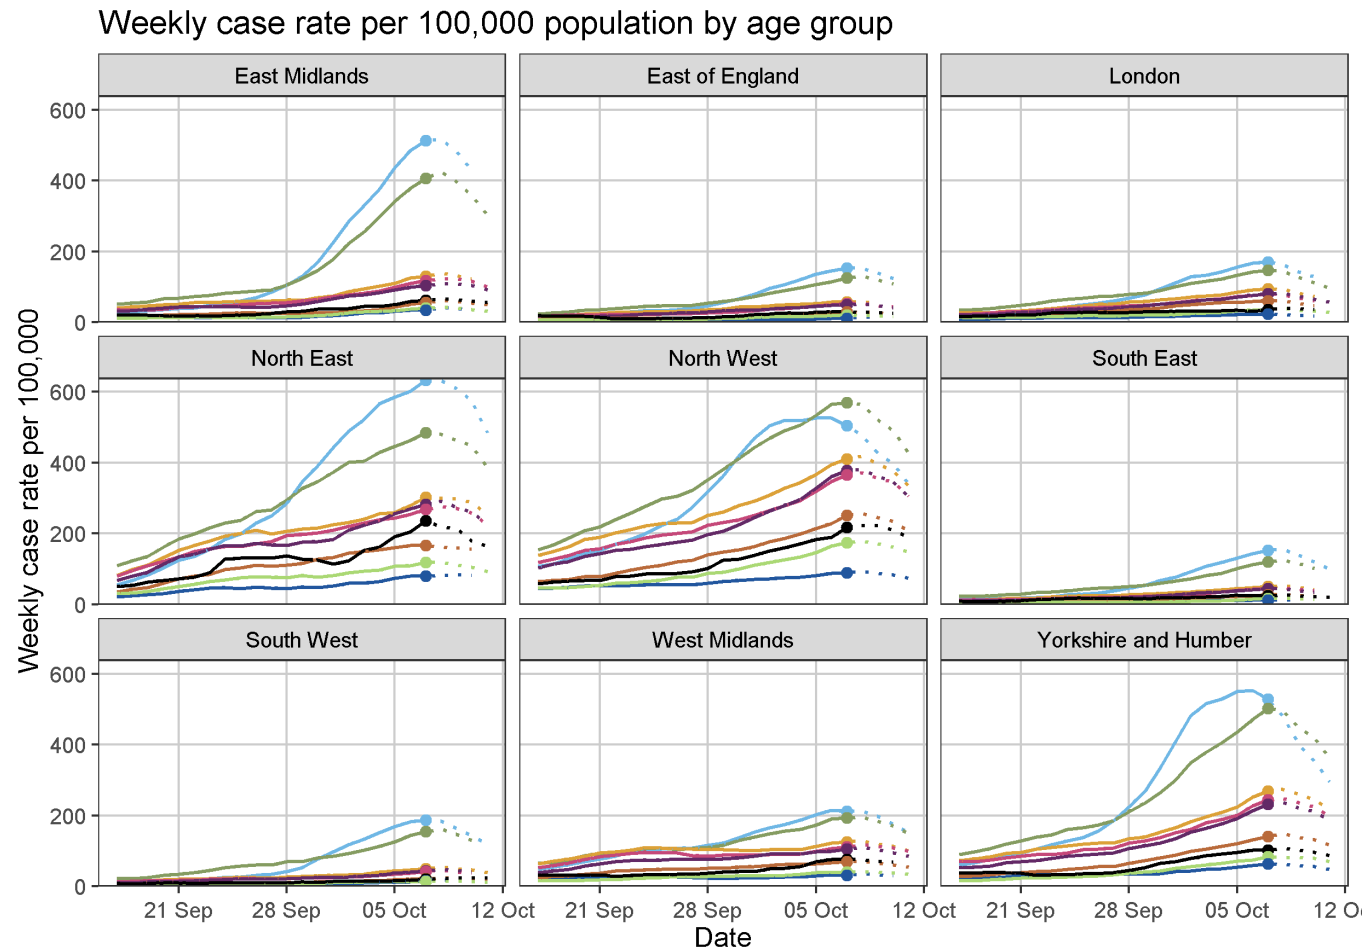 Weekly case rate per 100,000 population by age group
East Midlands
East of England
London
600
400
200
0
North East
North West
South East
600
400
200
0
South West
West Midlands
Yorkshire and Humber
600
400
200
0
21 Sep 28 Sep 05 Oct 12 Oct
21 Sep 28 Sep 05 Oct 12 Oct
21 Sep 28 Sep 05 Oct 12 O
Date
Weekly case rate per 100,000